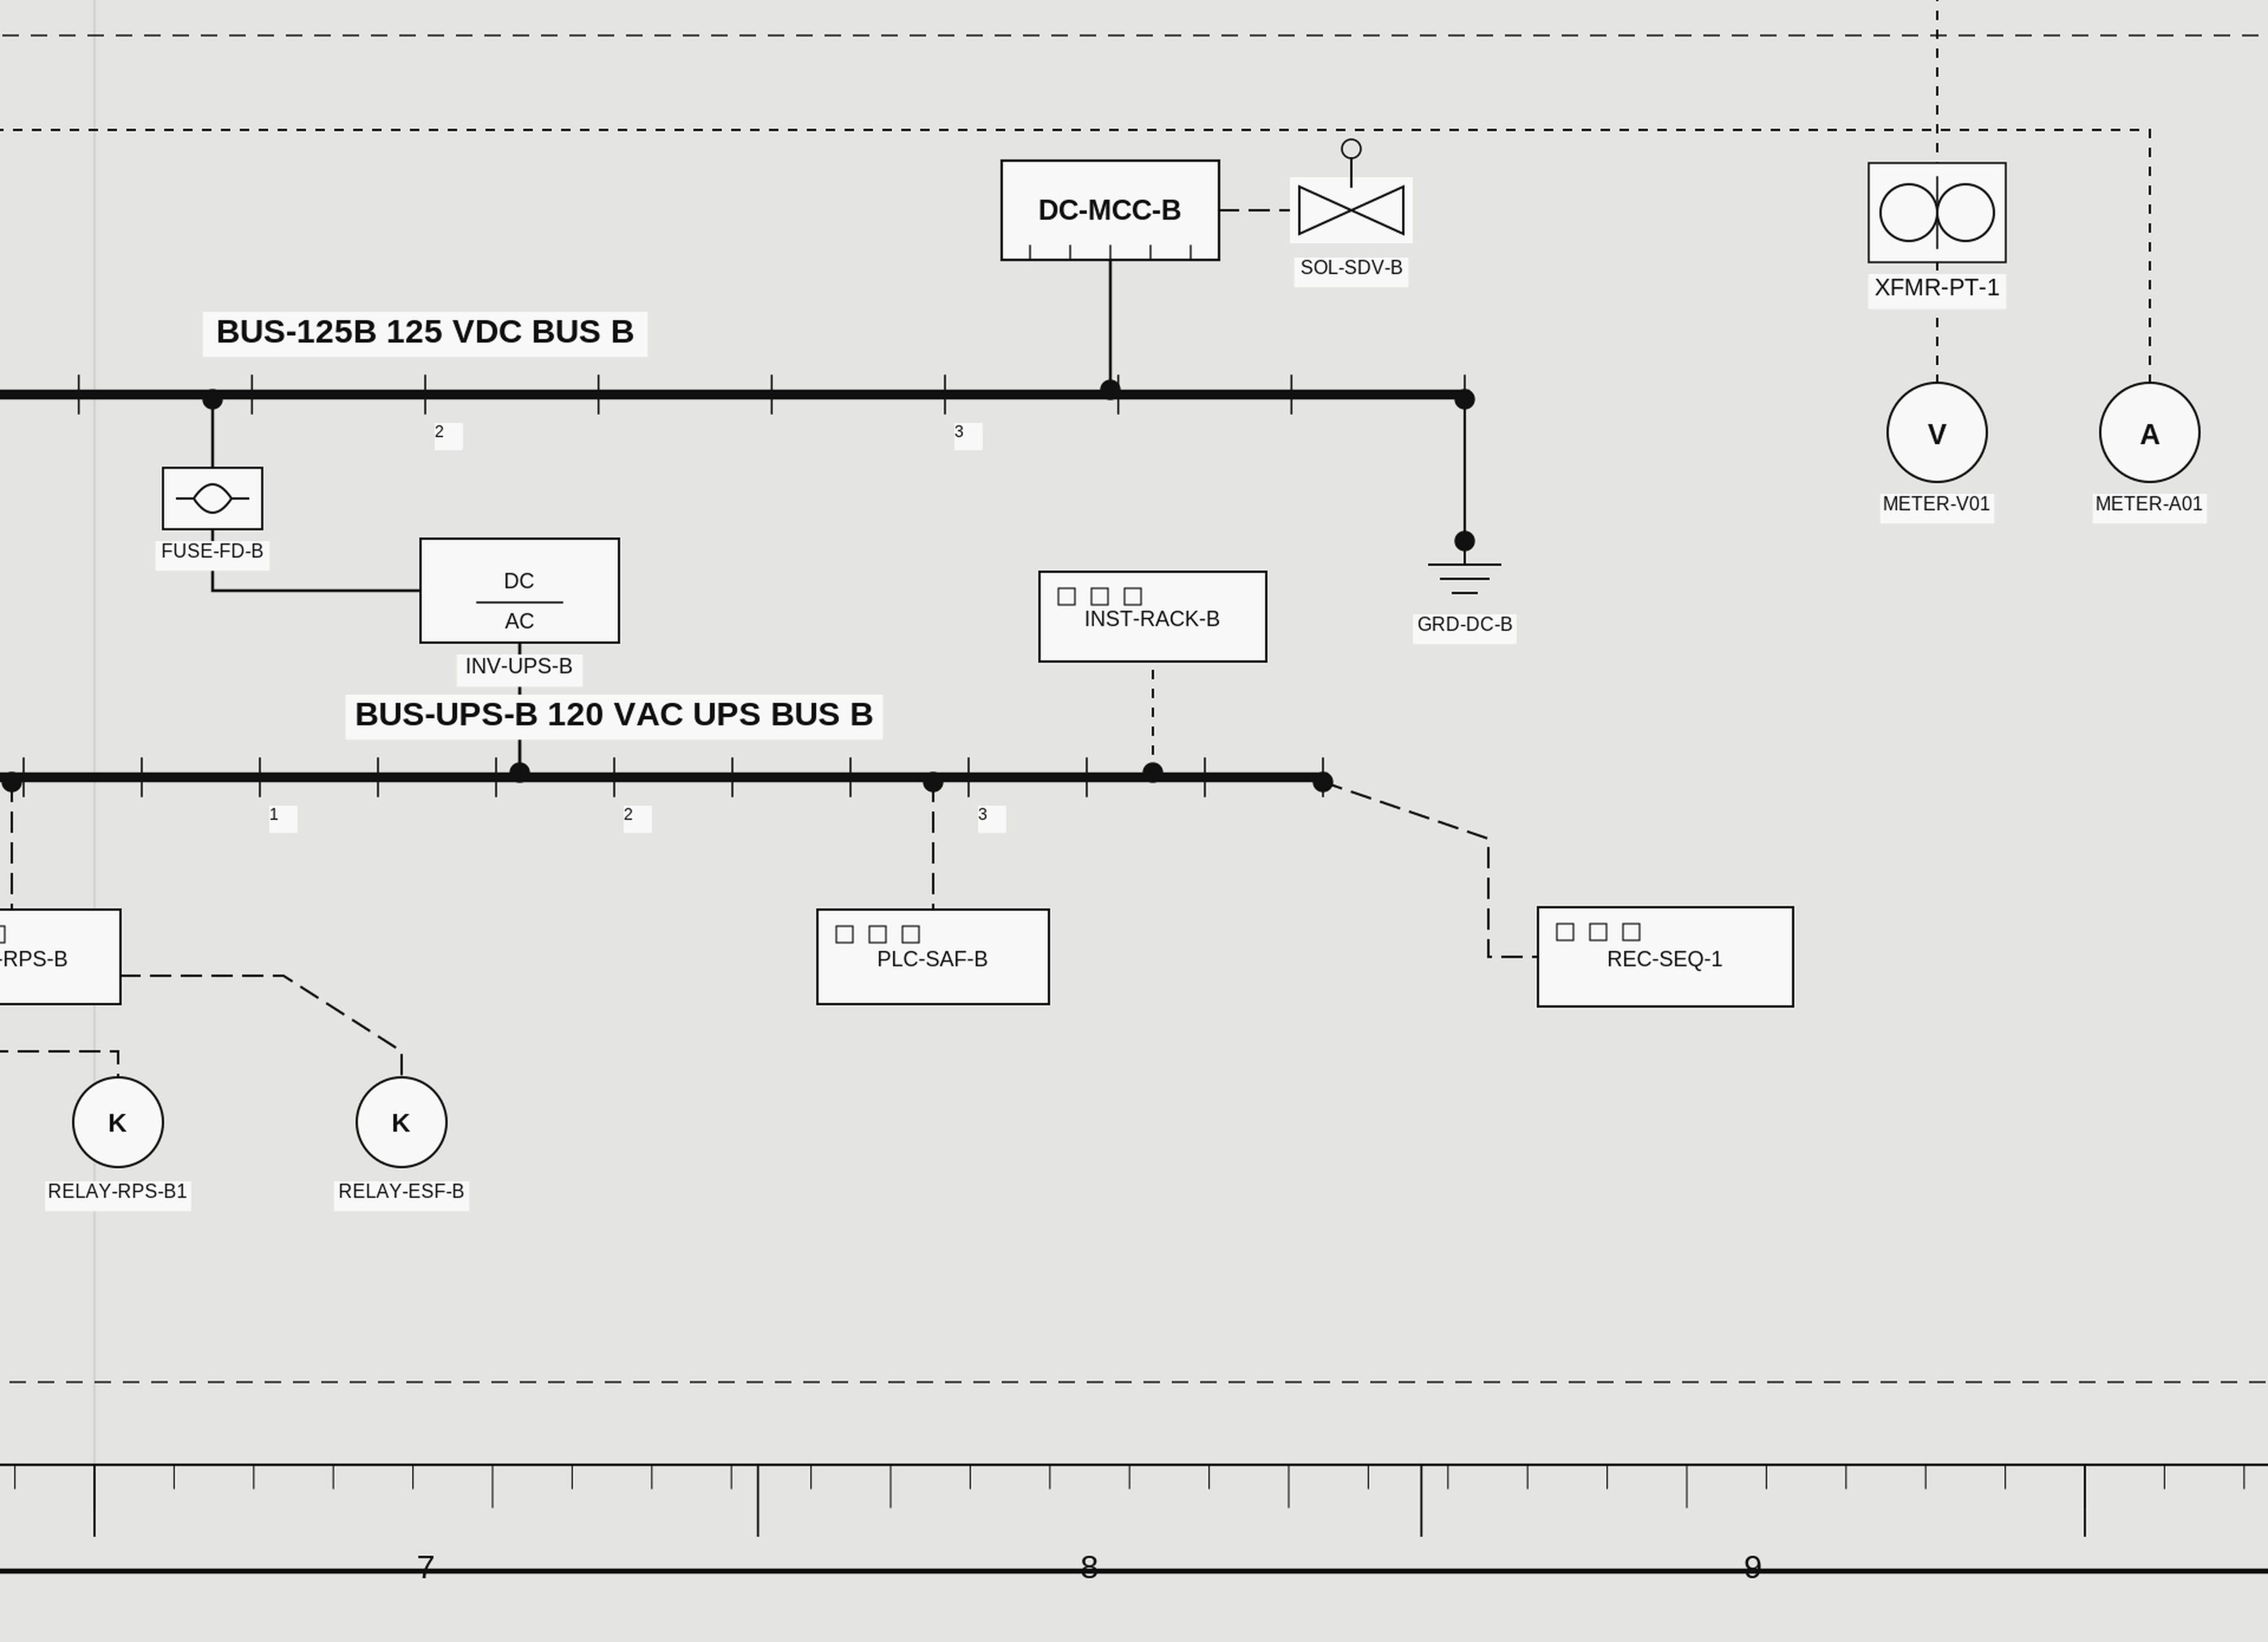 DC-MCC-B
SOL-SDV-B
XFMR-PT-1
BUS-125B 125 VDC BUS B
2
3
V
A
METER-V01
METER-A01
FUSE-FD-B
DC
AC
INV-UPS-B
INST-RACK-B
GRD-DC-B
BUS-UPS-B 120 VAC UPS BUS B
1
2
3
-RPS-B
PLC-SAF-B
REC-SEQ-1
K
K
RELAY-RPS-B1
RELAY-ESF-B
7
8
9